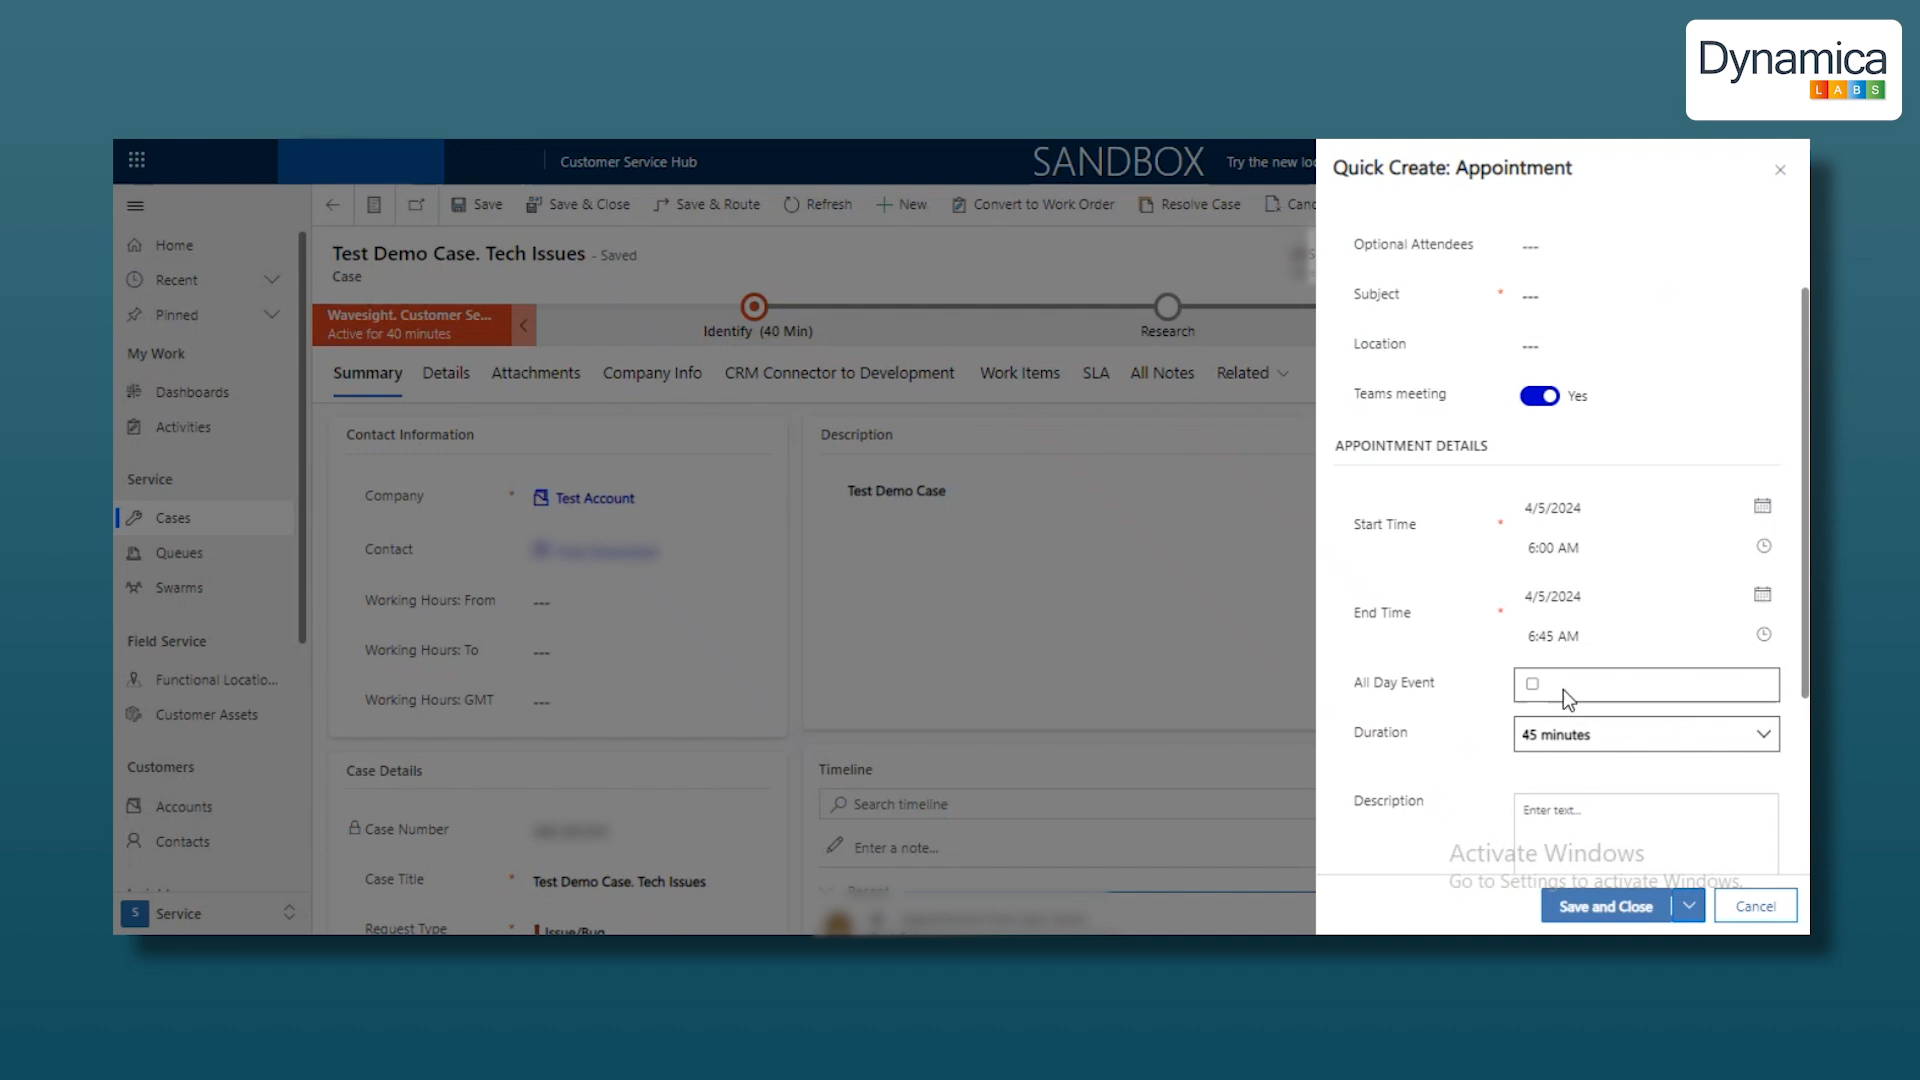 Dynamica
LABS
Customer Service Hub
SANDBOX
Try the new loo
Save
Save & Close
Save & Route
Refresh
New
Convert to Work Order
Resolve Case
Canc
Home
Recent
Pinned
My Work
Dashboards
Activities
Service
Cases
Queues
Swarms
Field Service
Functional Locatio...
Customer Assets
Customers
Accounts
Contacts
S
Service
Test Demo Case. Tech Issues - Saved
Case
Wavesight. Customer Se...
Active for 40 minutes
Identify (40 Min)
Research
Summary
Details
Attachments
Company Info
CRM Connector to Development
Work Items
SLA
All Notes
Related
Contact Information
Company * Test Account
Contact
Working Hours: From ---
Working Hours: To ---
Working Hours: GMT ---
Case Details
Case Number
Case Title * Test Demo Case. Tech Issues
Request Type * Issue/Bug
Description
Test Demo Case
Timeline
Search timeline
Enter a note...
Recent
Quick Create: Appointment
Optional Attendees ---
Subject * ---
Location ---
Teams meeting Yes
APPOINTMENT DETAILS
Start Time * 4/5/2024
6:00 AM
End Time * 4/5/2024
6:45 AM
All Day Event
Duration 45 minutes
Description
Enter text...
Activate Windows
Go to Settings to activate Windows.
Save and Close
Cancel